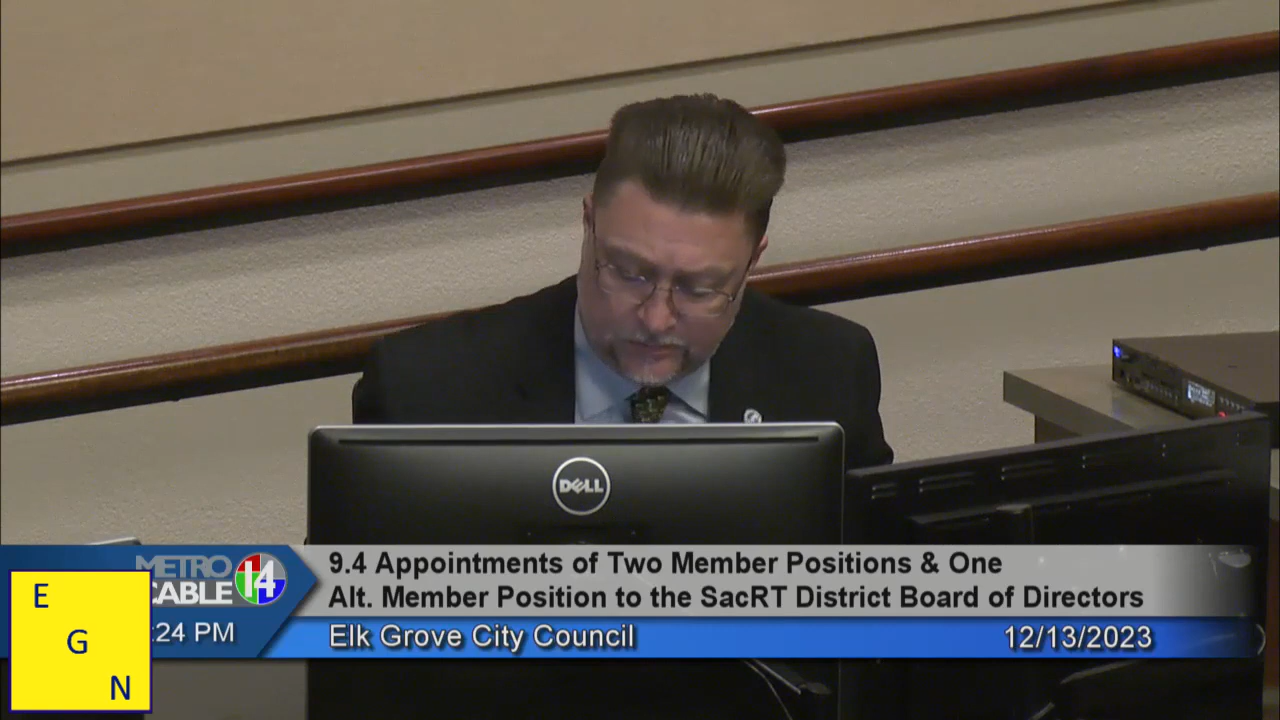 DELL
METRO
CABLE 14
:24 PM
9.4 Appointments of Two Member Positions & One
Alt. Member Position to the SacRT District Board of Directors
Elk Grove City Council
12/13/2023
E
G
N